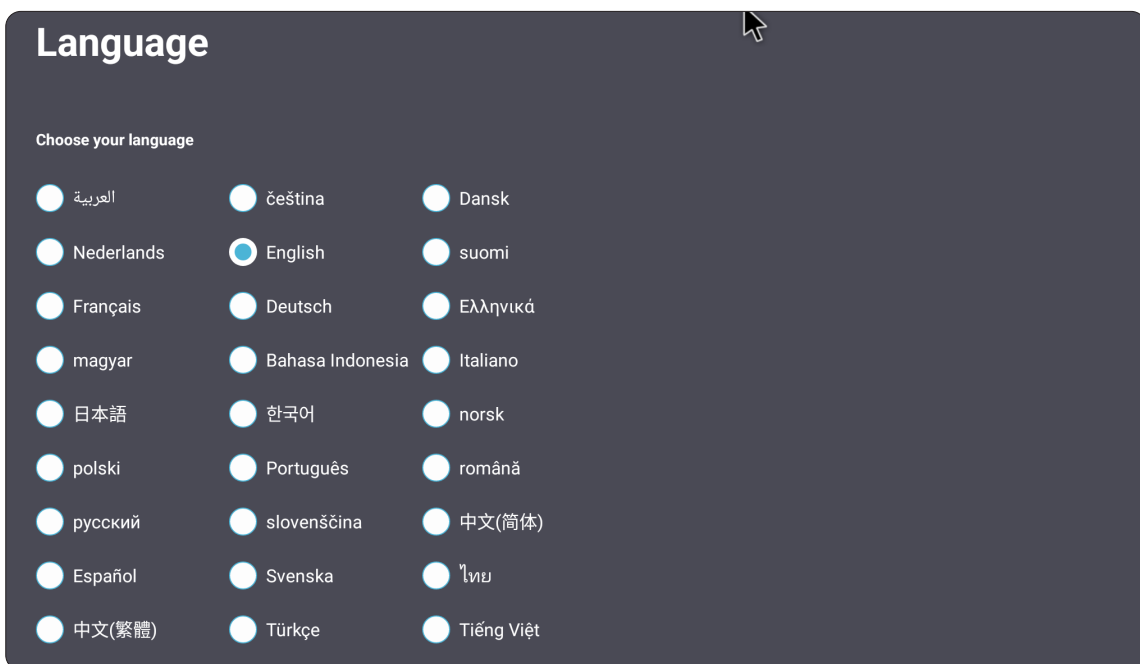 Language
Choose your language
العربية čeština Dansk
Nederlands English suomi
Français Deutsch Ελληνικά
magyar Bahasa Indonesia Italiano
日本語 한국어 norsk
polski Português română
русский slovenščina 中文(简体)
Español Svenska ไทย
中文(繁體) Türkçe Tiếng Việt